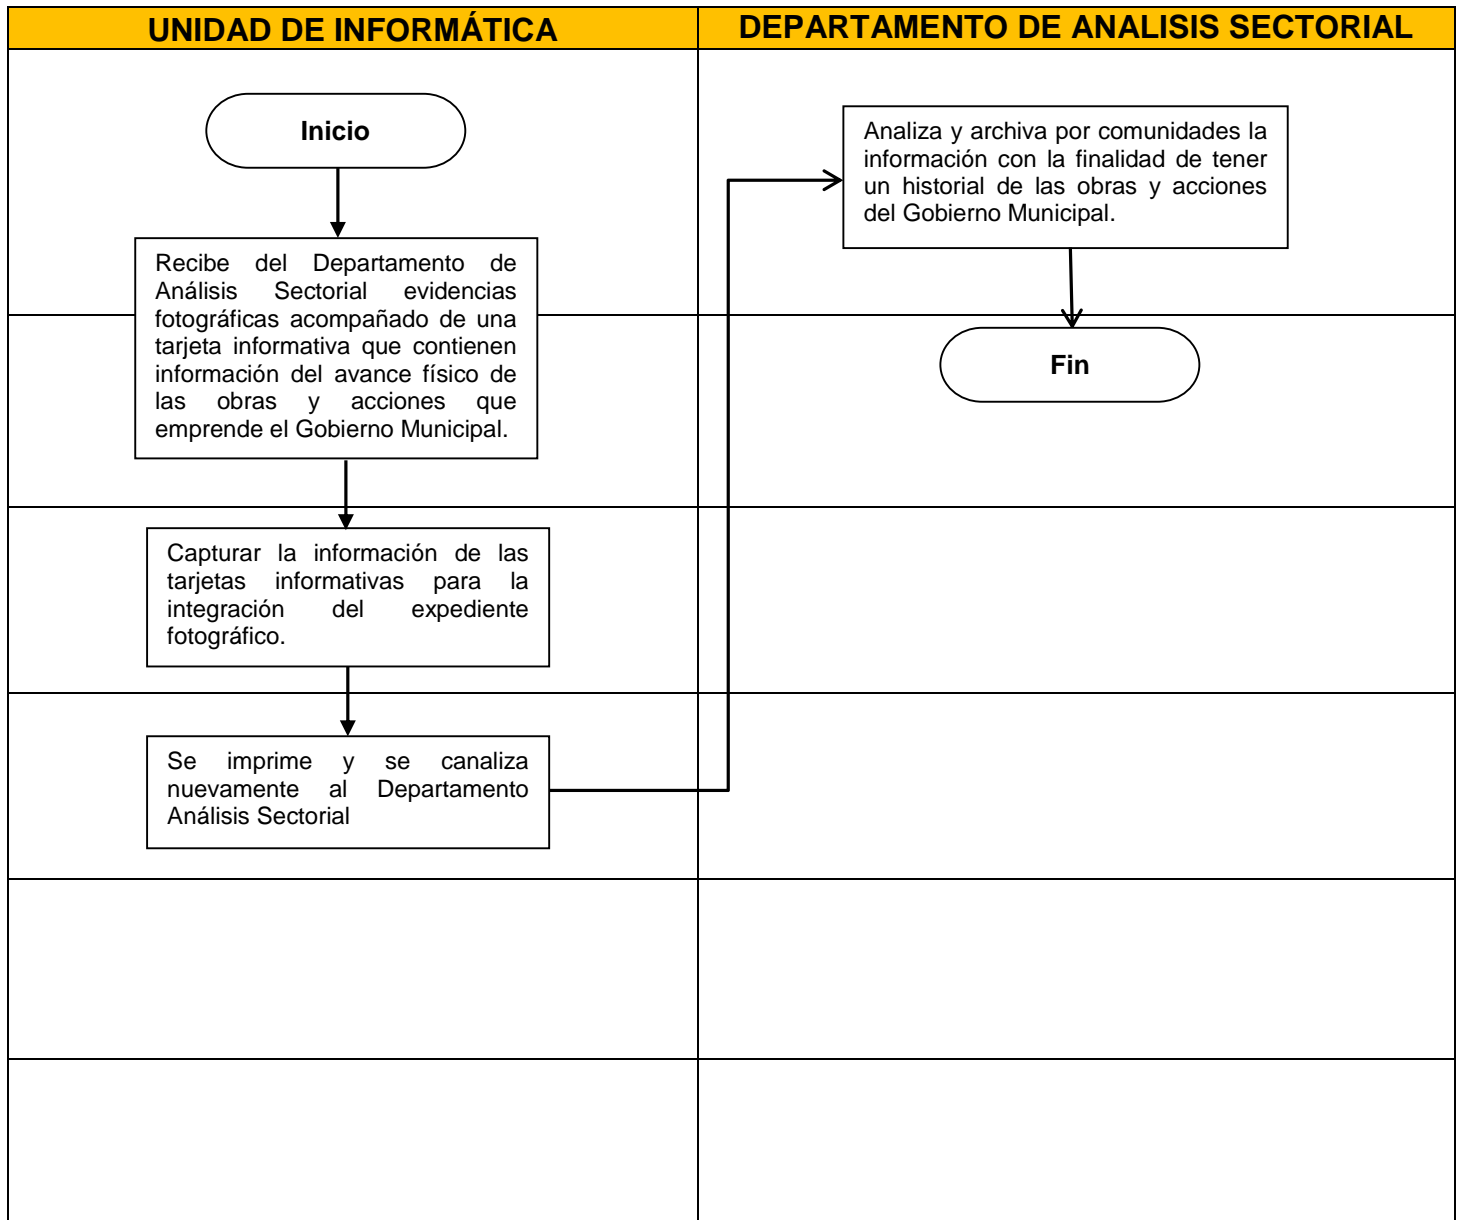 UNIDAD DE INFORMÁTICA
DEPARTAMENTO DE ANALISIS SECTORIAL
Inicio
Recibe del Departamento de
Análisis Sectorial evidencias
fotográficas acompañado de una
tarjeta informativa que contienen
información del avance físico de
las obras y acciones que
emprende el Gobierno Municipal.
Capturar la información de las
tarjetas informativas para la
integración del expediente
fotográfico.
Se imprime y se canaliza
nuevamente al Departamento
Análisis Sectorial
Analiza y archiva por comunidades la
información con la finalidad de tener
un historial de las obras y acciones
del Gobierno Municipal.
Fin